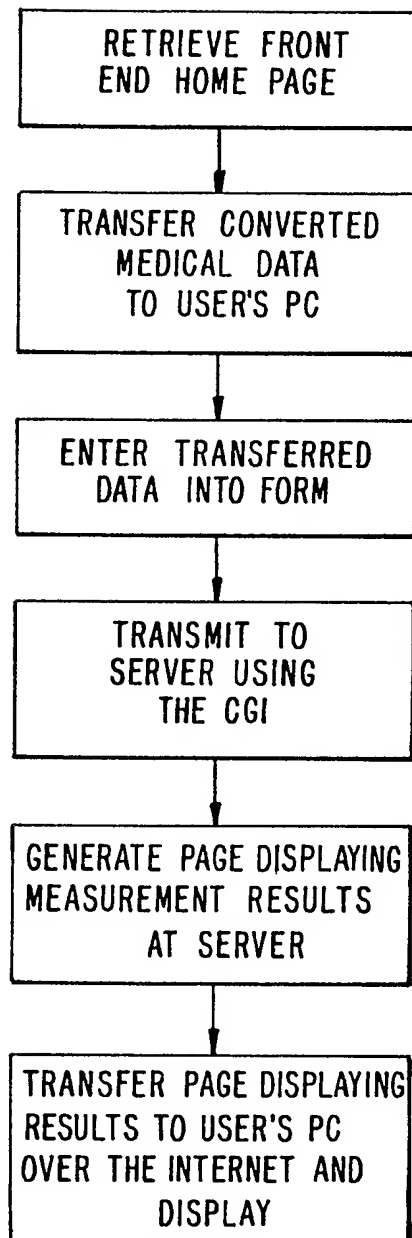 RETRIEVE FRONT
END HOME PAGE
TRANSFER CONVERTED
MEDICAL DATA
TO USER'S PC
ENTER TRANSFERRED
DATA INTO FORM
TRANSMIT TO
SERVER USING
THE CGI
GENERATE PAGE DISPLAYING
MEASUREMENT RESULTS
AT SERVER
TRANSFER PAGE DISPLAYING
RESULTS TO USER'S PC
OVER THE INTERNET AND
DISPLAY